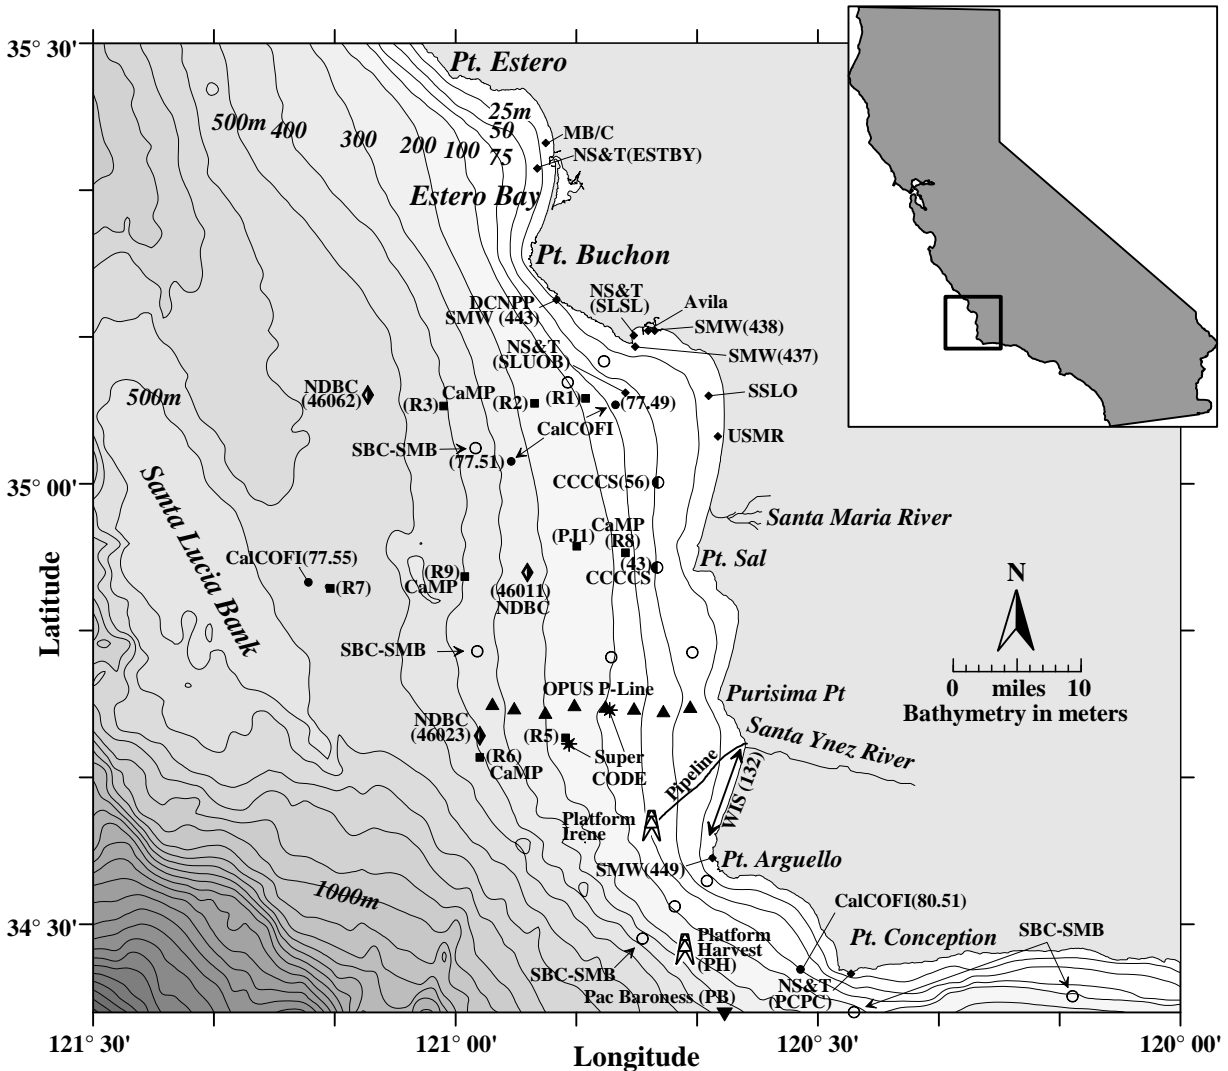 35° 30'
Pt. Estero
25m
500m
400
50
300
200
100
75
MB/C
NS&T(ESTBY)
Estero Bay
Pt. Buchon
NS&T
(SLSL)
Avila
DCNPP
SMW (443)
SMW(438)
NS&T
(SLUOB)
SMW(437)
NDBC
(46062)
CaMP
(R3)
(R2)
(R1)
(77.49)
SSLO
500m
CalCOFI
USMR
SBC-SMB
(77.51)
35° 00'
CCCCS(56)
Santa Maria River
Santa Lucia Bank
CaMP
(R8)
(PJ1)
CalCOFI(77.55)
Pt. Sal
(43)
CCCCS
(R9)
CaMP
(R7)
(46011)
NDBC
N
Latitude
SBC-SMB
0 miles 10
Bathymetry in meters
OPUS P-Line
Purisima Pt
NDBC
(46023)
(R5)
Santa Ynez River
(R6)
CaMP
Super
CODE
Pipeline
WIS (132)
Platform
Irene
SMW(449)
Pt. Arguello
1000m
CalCOFI(80.51)
34° 30'
SBC-SMB
Pt. Conception
Platform
Harvest
(PH)
SBC-SMB
NS&T
(PCPC)
Pac Baroness (PB)
121° 30'
121° 00'
120° 30'
120° 00'
Longitude